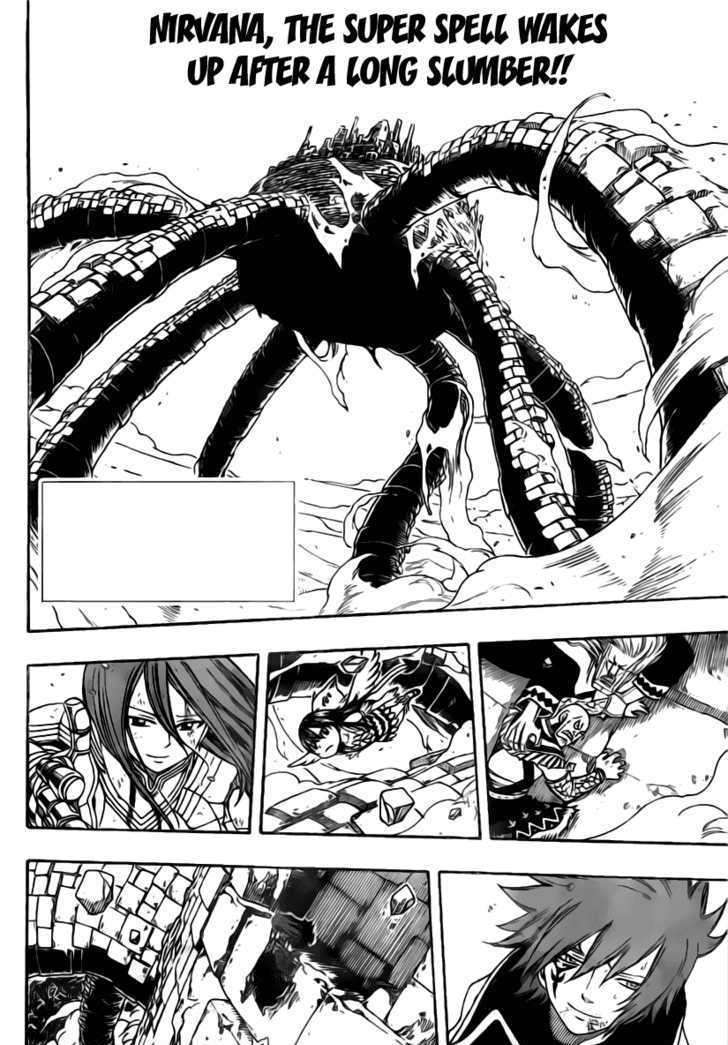 NIRVANA, THE SUPER SPELL WAKES
UP AFTER A LONG SLUMBER!!